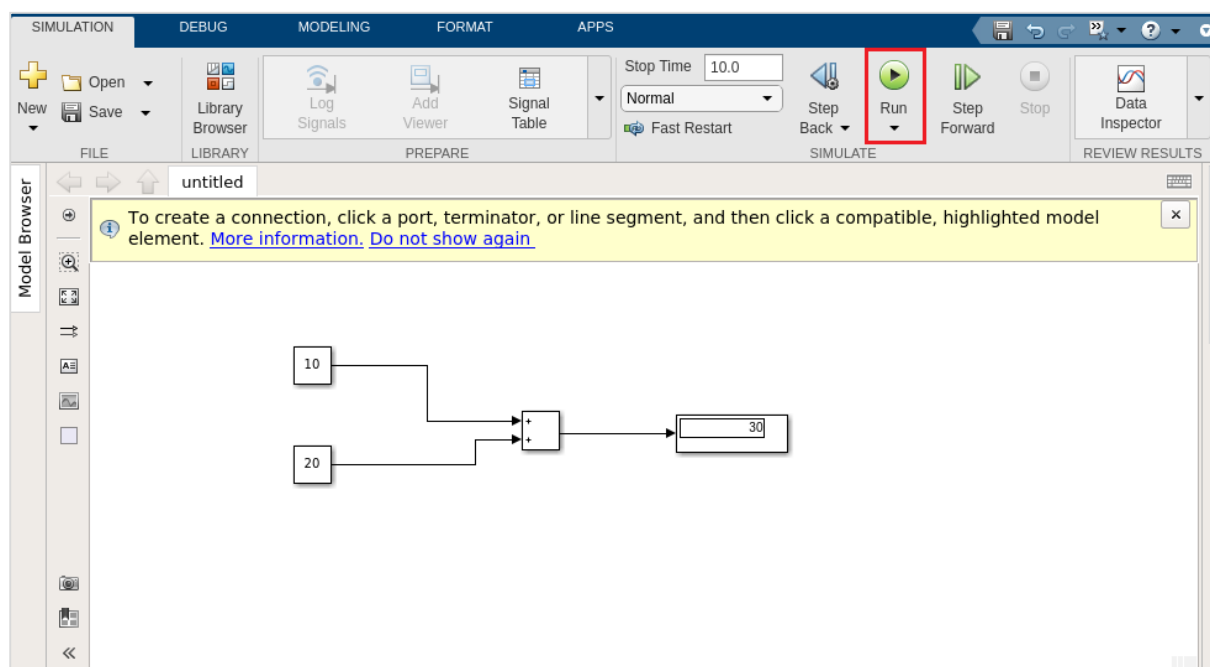 SIMULATION DEBUG MODELING FORMAT APPS
?
New
Open
Save
FILE
Library
Browser
LIBRARY
Log
Signals
Add
Viewer
Signal
Table
PREPARE
Stop Time 10.0
Normal
Fast Restart
Step
Back
Run
Step
Forward
Stop
SIMULATE
Data
Inspector
REVIEW RESULTS
Model Browser
untitled
To create a connection, click a port, terminator, or line segment, and then click a compatible, highlighted model
element. More information. Do not show again
10
+
+
30
20